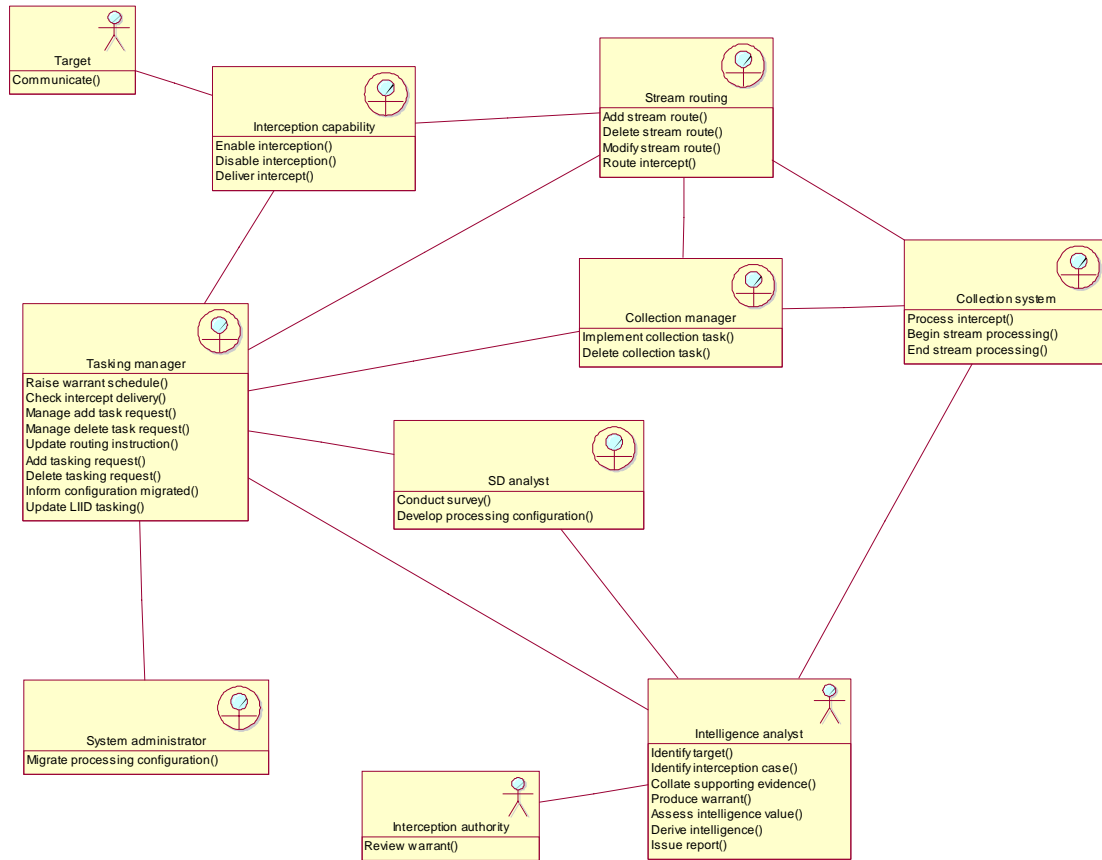 Target
Communicate()
Interception capability
Enable interception()
Disable interception()
Deliver intercept()
Stream routing
Add stream route()
Delete stream route()
Modify stream route()
Route intercept()
Collection system
Process intercept()
Begin stream processing()
End stream processing()
Collection manager
Implement collection task()
Delete collection task()
Tasking manager
Raise warrant schedule()
Check intercept delivery()
Manage add task request()
Manage delete task request()
Update routing instruction()
Add tasking request()
Delete tasking request()
Inform configuration migrated()
Update LIID tasking()
SD analyst
Conduct survey()
Develop processing configuration()
System administrator
Migrate processing configuration()
Intelligence analyst
Identify target()
Identify interception case()
Collate supporting evidence()
Produce warrant()
Assess intelligence value()
Derive intelligence()
Issue report()
Interception authority
Review warrant()